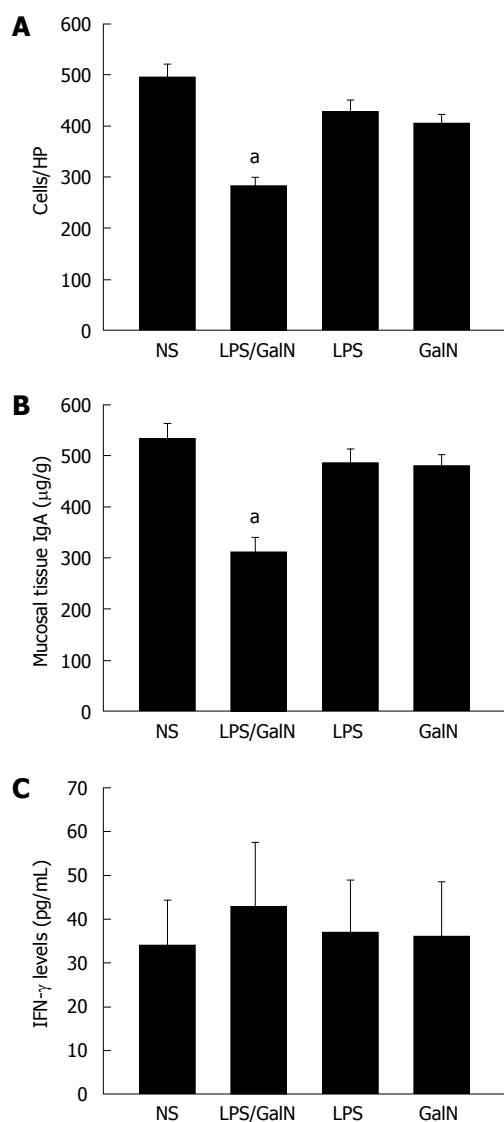 A
600
500
400
300
200
100
0
Cells/HP
a
NS LPS/GalN LPS GalN
B
600
500
400
300
200
100
0
Mucosal tissue IgA (μg/g)
a
NS LPS/GalN LPS GalN
C
70
60
50
40
30
20
10
0
IFN-γ levels (pg/mL)
NS LPS/GalN LPS GalN